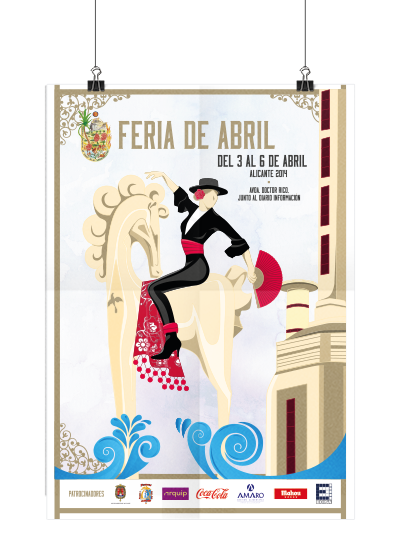 FERIA DE ABRIL
DEL 3 AL 6 DE ABRIL
ALICANTE 2014
AVDA. DOCTOR RICO,
JUNTO AL DIARIO INFORMACIÓN
PATROCINADORES
arquip
Coca-Cola
AMARO
Mahou